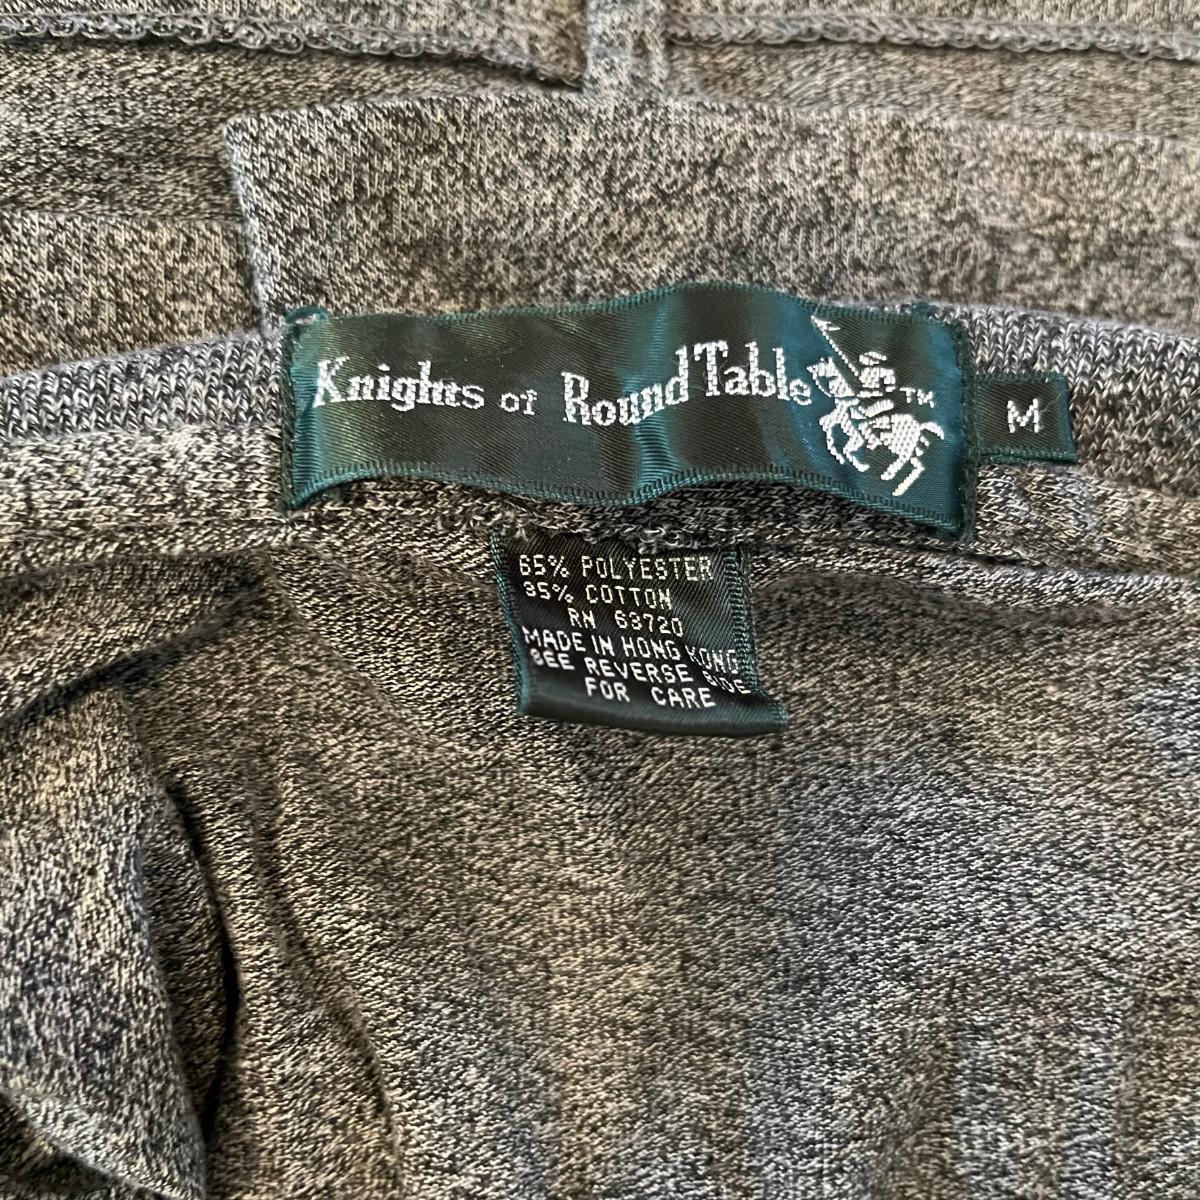 Knights of Round Table TM
M
65% POLYESTER
35% COTTON
RN 63720
MADE IN HONG KONG
SEE REVERSE SIDE
FOR CARE